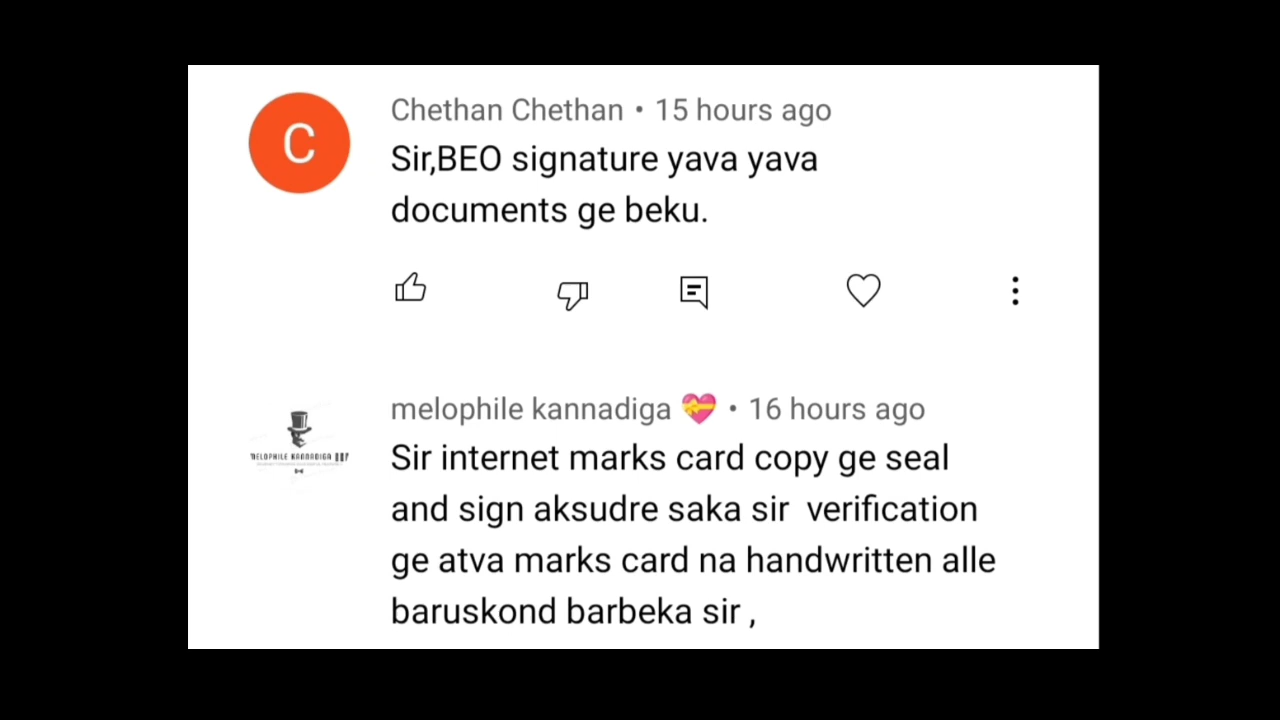 C
Chethan Chethan • 15 hours ago
Sir,BEO signature yava yava
documents ge beku.
melophile kannadiga 💝 • 16 hours ago
MELOPHILE KANNADIGA
Sir internet marks card copy ge seal
and sign aksudre saka sir verification
ge atva marks card na handwritten alle
baruskond barbeka sir ,